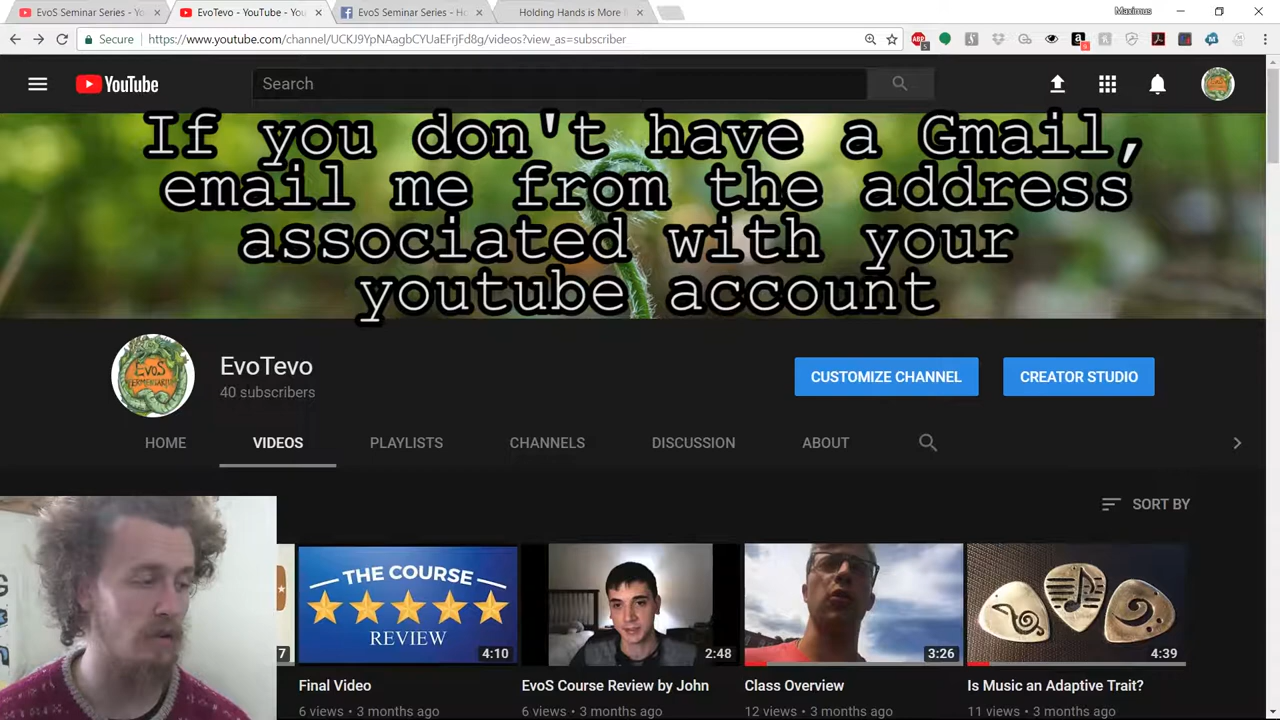 EvoS Seminar Series - Yo
EvoTevo - YouTube - You
EvoS Seminar Series - Ho
Holding Hands is More
Maximus
Secure
https://www.youtube.com/channel/UCKJ9YpNAagbCYUaEFrjFd8g/videos?view_as=subscriber
YouTube
Search
If you don't have a Gmail,
email me from the address
associated with your
youtube account
EvoS
EvoTevo
40 subscribers
CUSTOMIZE CHANNEL
CREATOR STUDIO
HOME
VIDEOS
PLAYLISTS
CHANNELS
DISCUSSION
ABOUT
SORT BY
THE COURSE
REVIEW
7
4:10
2:48
3:26
4:39
Final Video
EvoS Course Review by John
Class Overview
Is Music an Adaptive Trait?
6 views • 3 months ago
6 views • 3 months ago
12 views • 3 months ago
11 views • 3 months ago